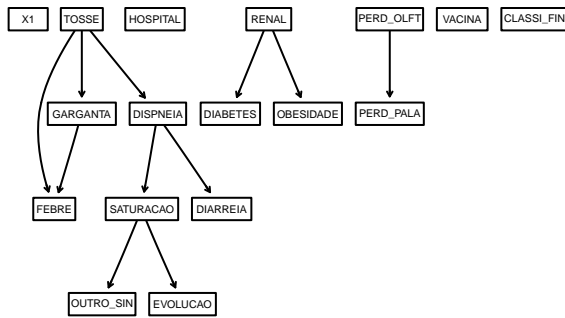 X1 TOSSE HOSPITAL RENAL PERD_OLFT VACINA CLASSI_FIN
GARGANTA DISPNEIA DIABETES OBESIDADE PERD_PALA
FEBRE SATURACAO DIARREIA
OUTRO_SIN EVOLUCAO